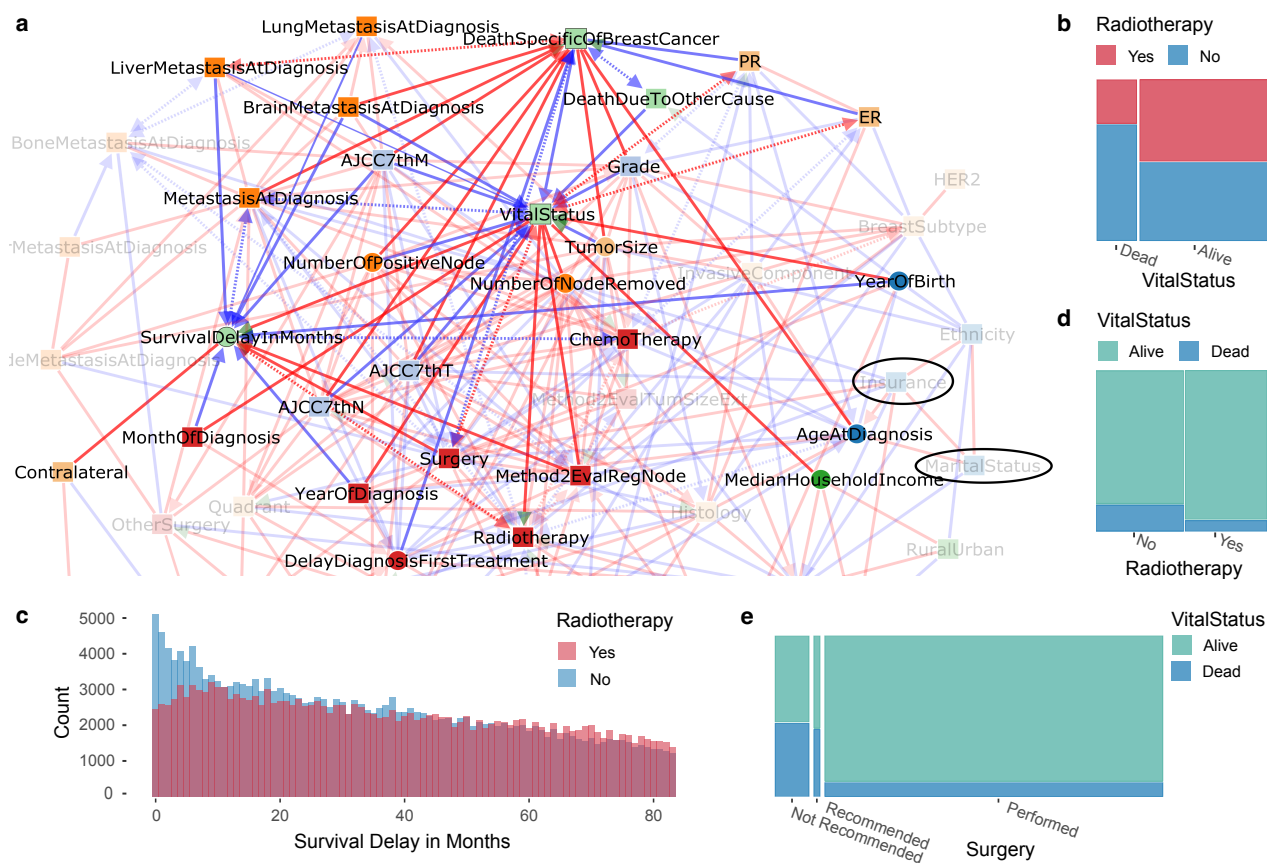 a
LungMetastasisAtDiagnosis
DeathSpecificOfBreastCancer
LiverMetastasisAtDiagnosis
PR
BrainMetastasisAtDiagnosis
DeathDueToOtherCause
ER
BoneMetastasisAtDiagnosis
AJCC7thM
Grade
HER2
MetastasisAtDiagnosis
VitalStatus
BreastSubtype
MetastasisAtDiagnosis
TumorSize
NumberOfPositiveNode
InvasiveComponent
NumberOfNodeRemoved
YearOfBirth
SurvivalDelayInMonths
ChemoTherapy
Ethnicity
deMetastasisAtDiagnosis
AJCC7thT
Insurance
Method2EvalTumSizeExt
AJCC7thN
MonthOfDiagnosis
AgeAtDiagnosis
Contralateral
Surgery
Method2EvalRegNode
MedianHouseholdIncome
MaritalStatus
YearOfDiagnosis
Quadrant
Histology
OtherSurgery
Radiotherapy
RuralUrban
DelayDiagnosisFirstTreatment
b
Radiotherapy
Yes No
Dead Alive
VitalStatus
d
VitalStatus
Alive Dead
No Yes
Radiotherapy
c
5000
4000
3000
2000
1000
0
Count
Radiotherapy
Yes
No
0 20 40 60 80
Survival Delay in Months
e
VitalStatus
Alive
Dead
Not Recommended
Recommended
Performed
Surgery